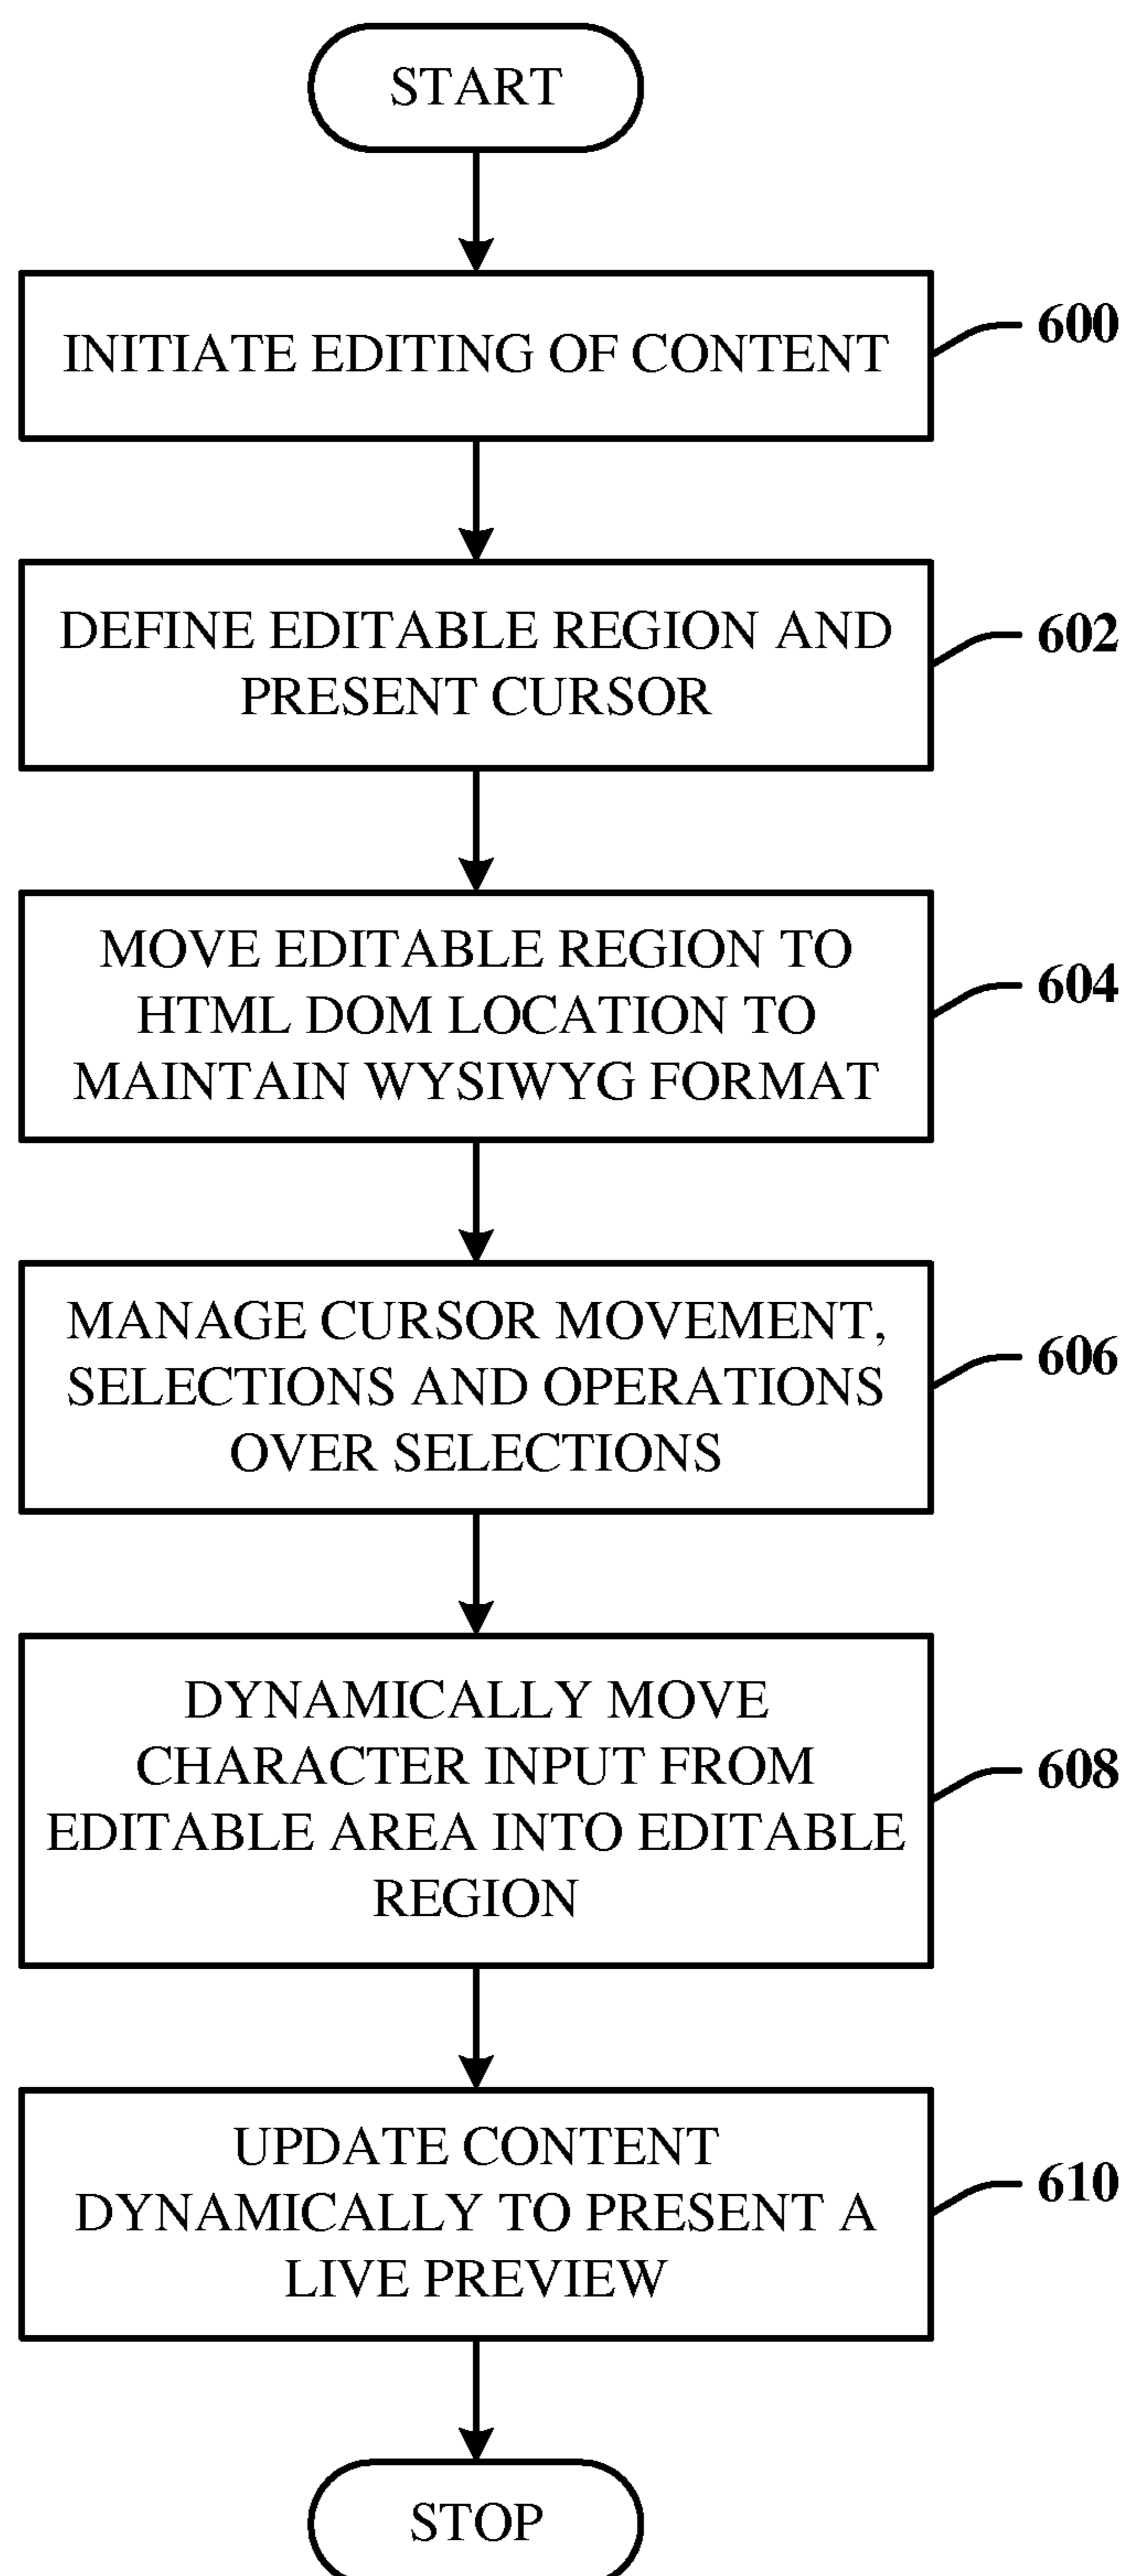 START
INITIATE EDITING OF CONTENT
600
DEFINE EDITABLE REGION AND
PRESENT CURSOR
602
MOVE EDITABLE REGION TO
HTML DOM LOCATION TO
MAINTAIN WYSIWYG FORMAT
604
MANAGE CURSOR MOVEMENT,
SELECTIONS AND OPERATIONS
OVER SELECTIONS
606
DYNAMICALLY MOVE
CHARACTER INPUT FROM
EDITABLE AREA INTO EDITABLE
REGION
608
UPDATE CONTENT
DYNAMICALLY TO PRESENT A
LIVE PREVIEW
610
STOP